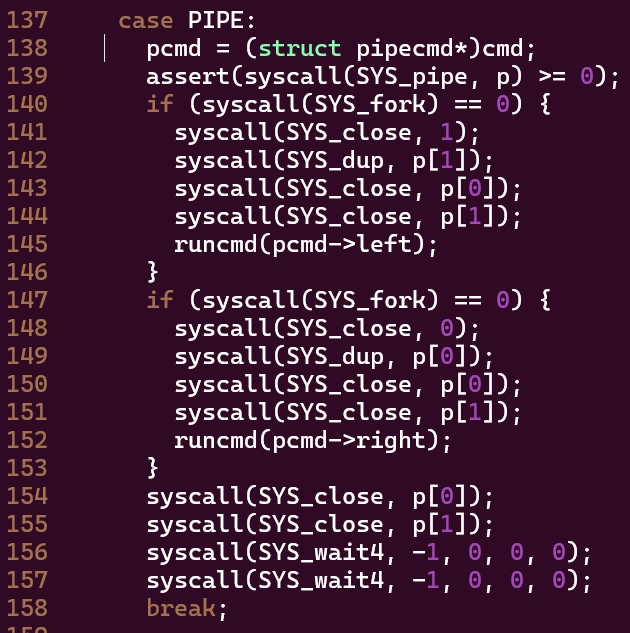 137     case PIPE:
138       pcmd = (struct pipecmd*)cmd;
139       assert(syscall(SYS_pipe, p) >= 0);
140       if (syscall(SYS_fork) == 0) {
141         syscall(SYS_close, 1);
142         syscall(SYS_dup, p[1]);
143         syscall(SYS_close, p[0]);
144         syscall(SYS_close, p[1]);
145         runcmd(pcmd->left);
146       }
147       if (syscall(SYS_fork) == 0) {
148         syscall(SYS_close, 0);
149         syscall(SYS_dup, p[0]);
150         syscall(SYS_close, p[0]);
151         syscall(SYS_close, p[1]);
152         runcmd(pcmd->right);
153       }
154       syscall(SYS_close, p[0]);
155       syscall(SYS_close, p[1]);
156       syscall(SYS_wait4, -1, 0, 0, 0);
157       syscall(SYS_wait4, -1, 0, 0, 0);
158       break;